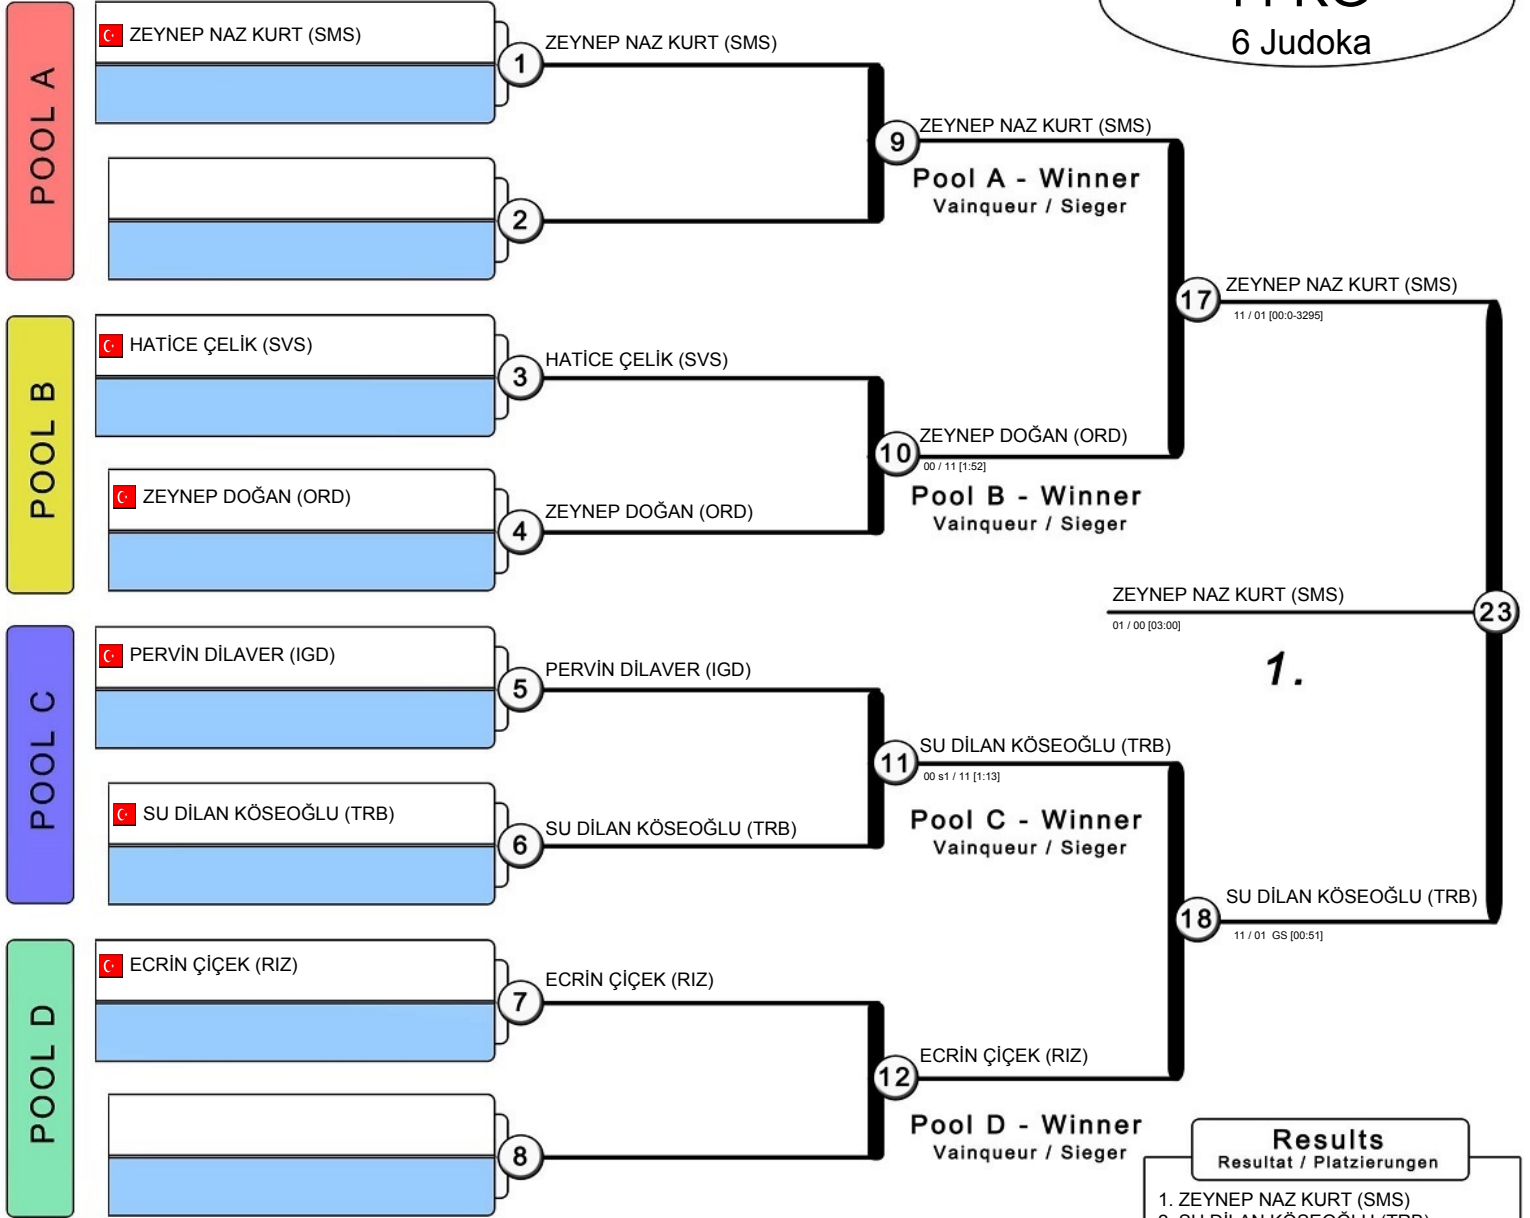 6 Judoka
POOL A
ZEYNEP NAZ KURT (SMS)
1
ZEYNEP NAZ KURT (SMS)
2
9
ZEYNEP NAZ KURT (SMS)
Pool A - Winner
Vainqueur / Sieger
POOL B
HATİCE ÇELİK (SVS)
3
HATİCE ÇELİK (SVS)
ZEYNEP DOĞAN (ORD)
4
ZEYNEP DOĞAN (ORD)
10
ZEYNEP DOĞAN (ORD)
00 / 11 [1:52]
Pool B - Winner
Vainqueur / Sieger
17
ZEYNEP NAZ KURT (SMS)
11 / 01 [00:0-3295]
POOL C
PERVİN DİLAVER (IGD)
5
PERVİN DİLAVER (IGD)
SU DİLAN KÖSEOĞLU (TRB)
6
SU DİLAN KÖSEOĞLU (TRB)
11
SU DİLAN KÖSEOĞLU (TRB)
00 s1 / 11 [1:13]
Pool C - Winner
Vainqueur / Sieger
POOL D
ECRİN ÇİÇEK (RIZ)
7
ECRİN ÇİÇEK (RIZ)
8
12
ECRİN ÇİÇEK (RIZ)
Pool D - Winner
Vainqueur / Sieger
18
SU DİLAN KÖSEOĞLU (TRB)
11 / 01 GS [00:51]
ZEYNEP NAZ KURT (SMS)
23
01 / 00 [03:00]
1.
Results
Resultat / Platzierungen
1. ZEYNEP NAZ KURT (SMS)
2. SU DİLAN KÖSEOĞLU (TRB)